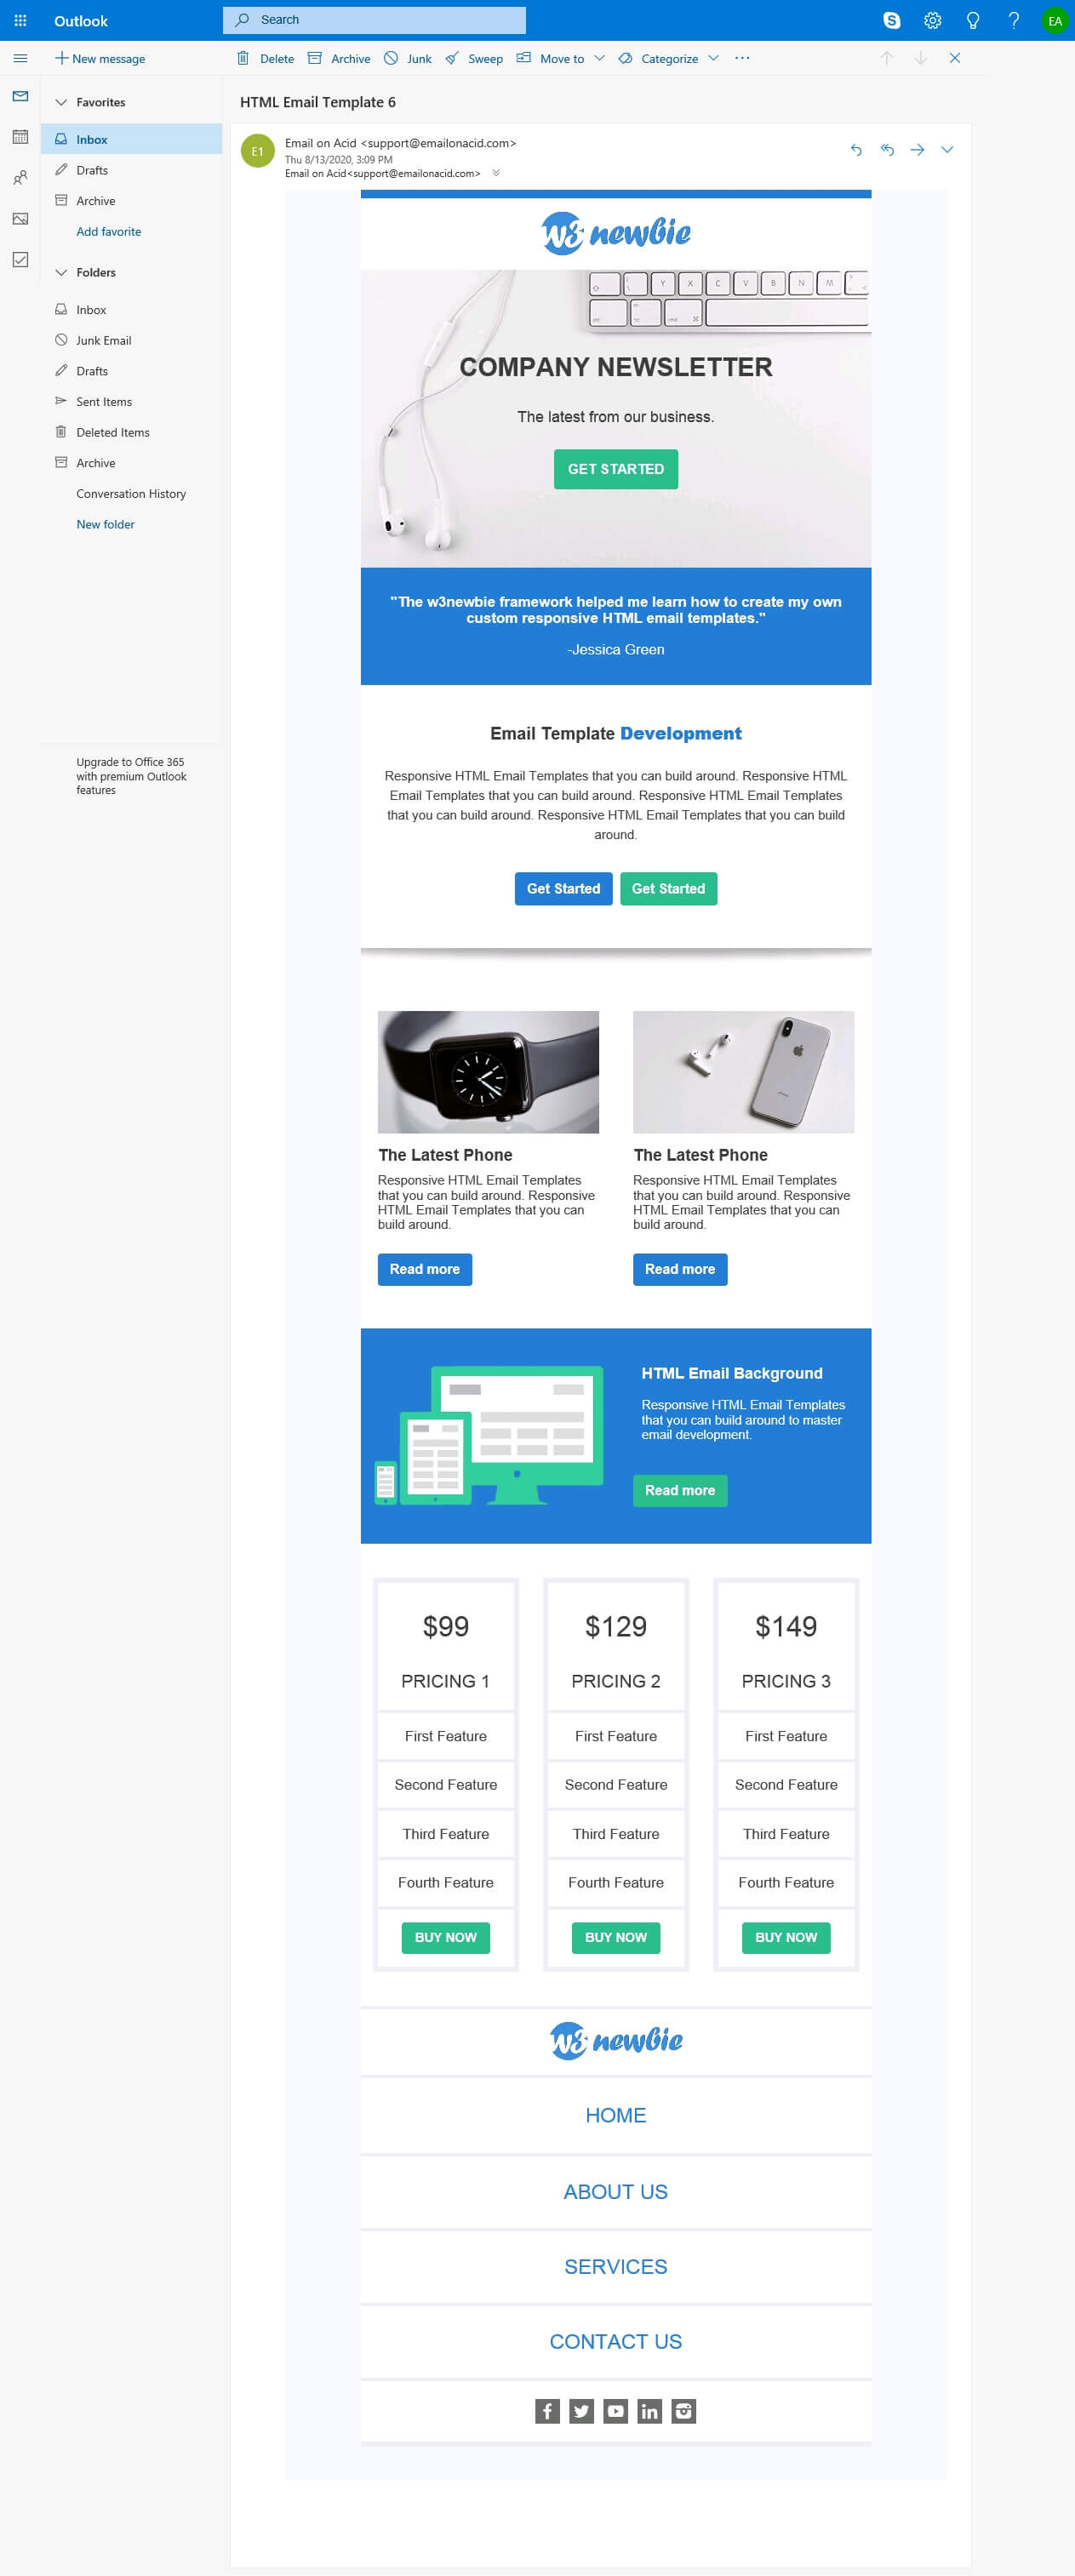 Outlook
Search
S
EA
New message
Delete
Archive
Junk
Sweep
Move to
Categorize
Favorites
Inbox
Drafts
Archive
Add favorite
Folders
Inbox
Junk Email
Drafts
Sent Items
Deleted Items
Archive
Conversation History
New folder
Upgrade to Office 365
with premium Outlook
features
HTML Email Template 6
E1
Email on Acid <support@emailonacid.com>
Thu 8/13/2020, 3:09 PM
Email on Acid<support@emailonacid.com>
w3 newbie
Y X C V B N M
COMPANY NEWSLETTER
The latest from our business.
GET STARTED
"The w3newbie framework helped me learn how to create my own
custom responsive HTML email templates."
-Jessica Green
Email Template Development
Responsive HTML Email Templates that you can build around. Responsive HTML
Email Templates that you can build around. Responsive HTML Email Templates
that you can build around. Responsive HTML Email Templates that you can build
around.
Get Started Get Started
The Latest Phone
Responsive HTML Email Templates
that you can build around. Responsive
HTML Email Templates that you can
build around.
Read more
The Latest Phone
Responsive HTML Email Templates
that you can build around. Responsive
HTML Email Templates that you can
build around.
Read more
HTML Email Background
Responsive HTML Email Templates
that you can build around to master
email development.
Read more
$99
PRICING 1
First Feature
Second Feature
Third Feature
Fourth Feature
BUY NOW
$129
PRICING 2
First Feature
Second Feature
Third Feature
Fourth Feature
BUY NOW
$149
PRICING 3
First Feature
Second Feature
Third Feature
Fourth Feature
BUY NOW
w3 newbie
HOME
ABOUT US
SERVICES
CONTACT US